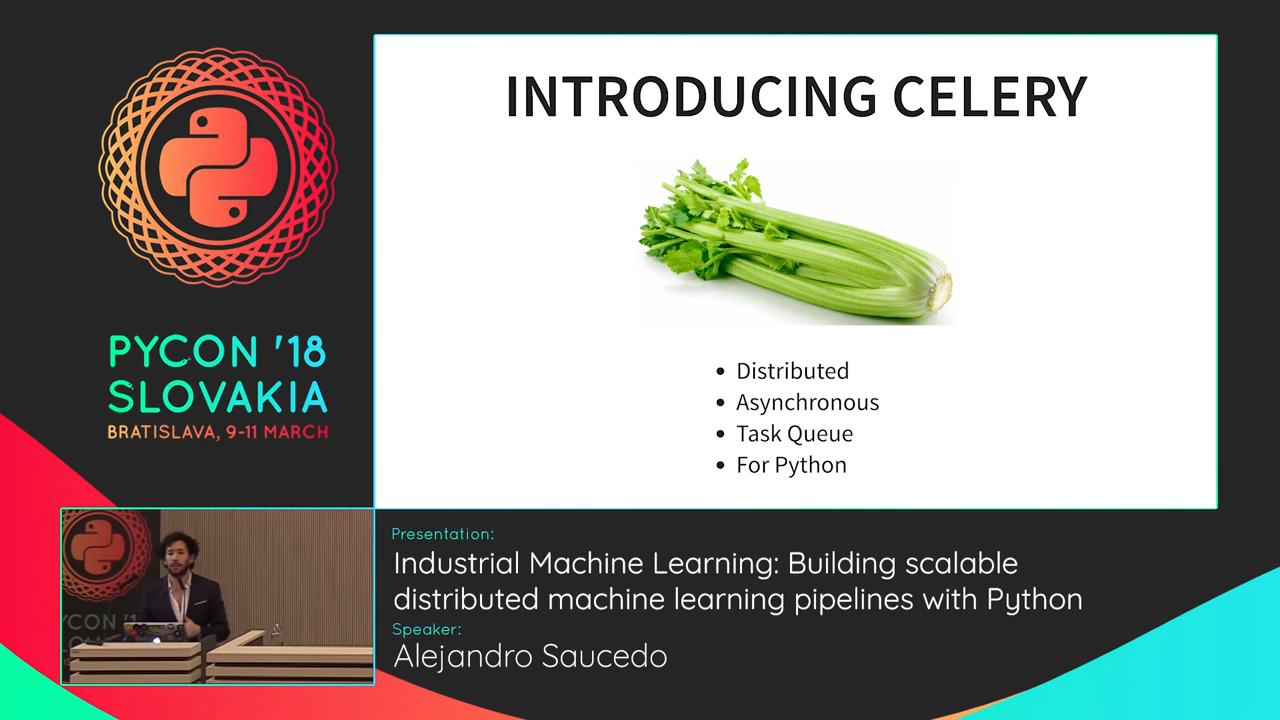 INTRODUCING CELERY
Distributed
Asynchronous
Task Queue
For Python
PYCON '18
SLOVAKIA
BRATISLAVA, 9-11 MARCH
Presentation:
Industrial Machine Learning: Building scalable
distributed machine learning pipelines with Python
Speaker:
Alejandro Saucedo